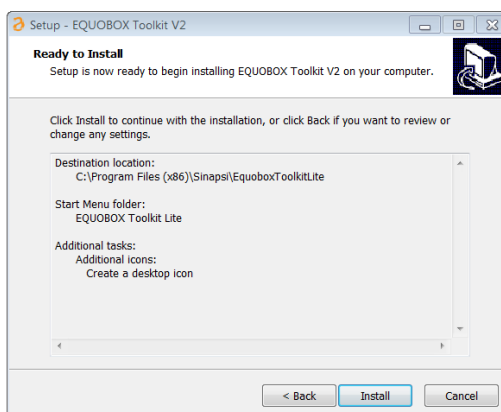 Setup - EQUOBOX Toolkit V2
Ready to Install
Setup is now ready to begin installing EQUOBOX Toolkit V2 on your computer.
Click Install to continue with the installation, or click Back if you want to review or
change any settings.
Destination location:
C:\Program Files (x86)\Sinapsi\EquoboxToolkitLite
Start Menu folder:
EQUOBOX Toolkit Lite
Additional tasks:
Additional icons:
Create a desktop icon
< Back Install Cancel